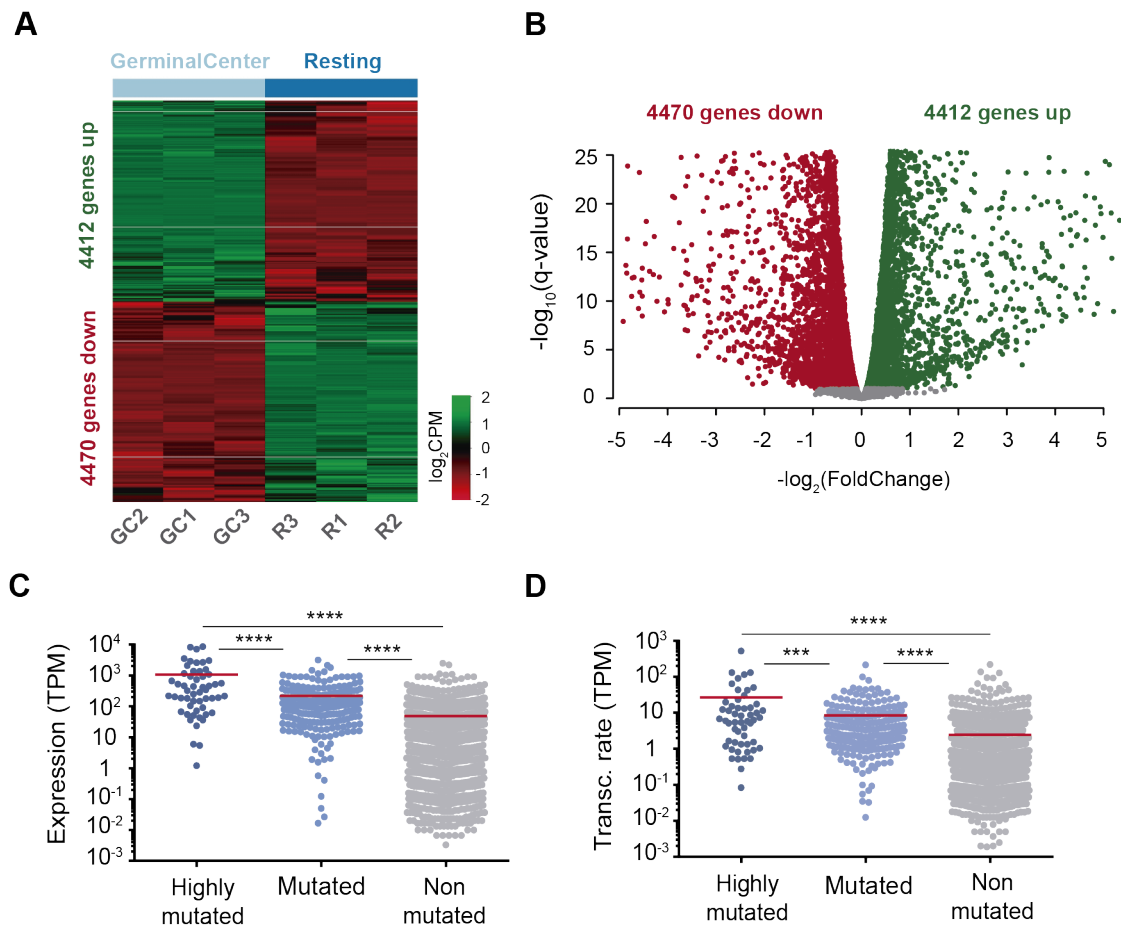 A
GerminalCenter Resting
4412 genes up
4470 genes down
GC2 GC1 GC3 R3 R1 R2
log2CPM
2
1
0
-1
-2
B
4470 genes down 4412 genes up
-log10(q-value)
25
20
15
10
5
0
-5 -4 -3 -2 -1 0 1 2 3 4 5
-log2(FoldChange)
C
Expression (TPM)
10^4
10^3
10^2
10
1
10^-1
10^-2
10^-3
****
****
****
Highly
mutated
Mutated
Non
mutated
D
Transc. rate (TPM)
10^3
10^2
10
1
10^-1
10^-2
10^-3
****
***
****
Highly
mutated
Mutated
Non
mutated